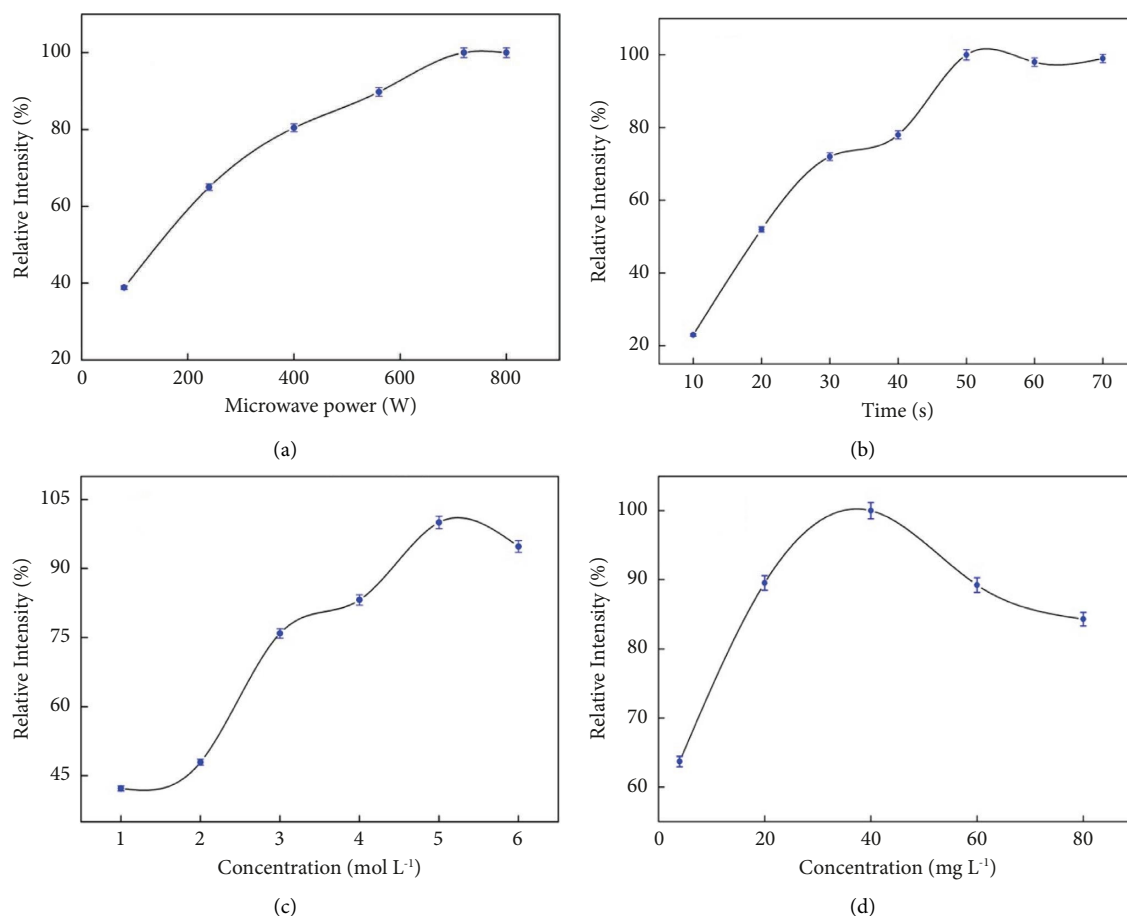 100
80
60
40
20
Relative Intensity (%)
0 200 400 600 800
Microwave power (W)
(a)
100
80
60
40
20
Relative Intensity (%)
10 20 30 40 50 60 70
Time (s)
(b)
105
90
75
60
45
Relative Intensity (%)
1 2 3 4 5 6
Concentration (mol L⁻¹)
(c)
100
90
80
70
60
Relative Intensity (%)
0 20 40 60 80
Concentration (mg L⁻¹)
(d)